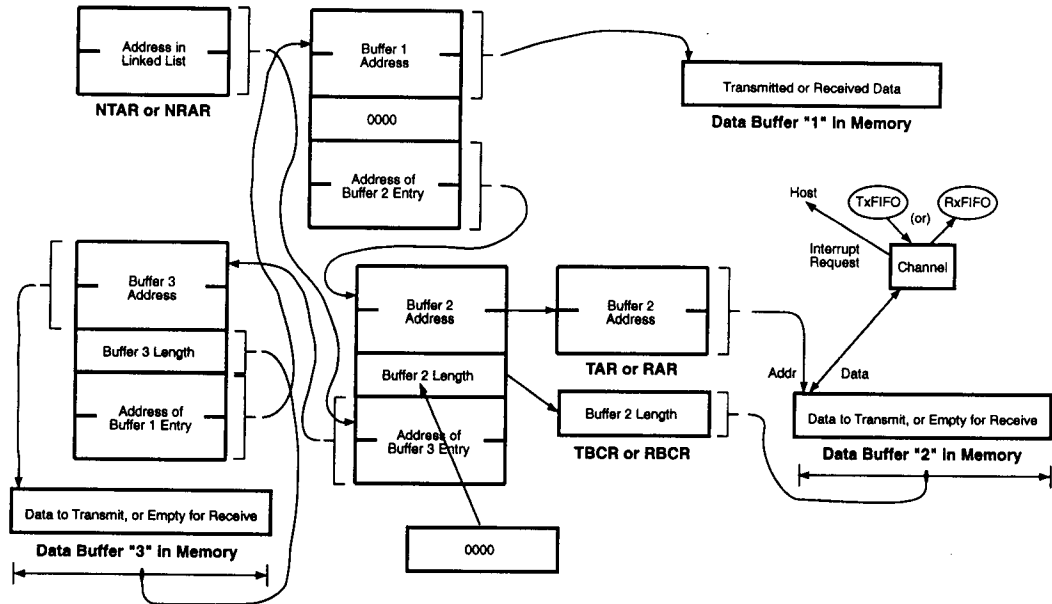 Address in
Linked List
NTAR or NRAR
Buffer 1
Address
0000
Address of
Buffer 2 Entry
Transmitted or Received Data
Data Buffer "1" in Memory
Host
TxFIFO
(or)
RxFIFO
Interrupt
Request
Channel
Buffer 3
Address
Buffer 3 Length
Address of
Buffer 1 Entry
Buffer 2
Address
Buffer 2 Length
Address of
Buffer 3 Entry
Buffer 2
Address
TAR or RAR
Buffer 2 Length
TBCR or RBCR
Addr
Data
Data to Transmit, or Empty for Receive
Data Buffer "2" in Memory
Data to Transmit, or Empty for Receive
Data Buffer "3" in Memory
0000